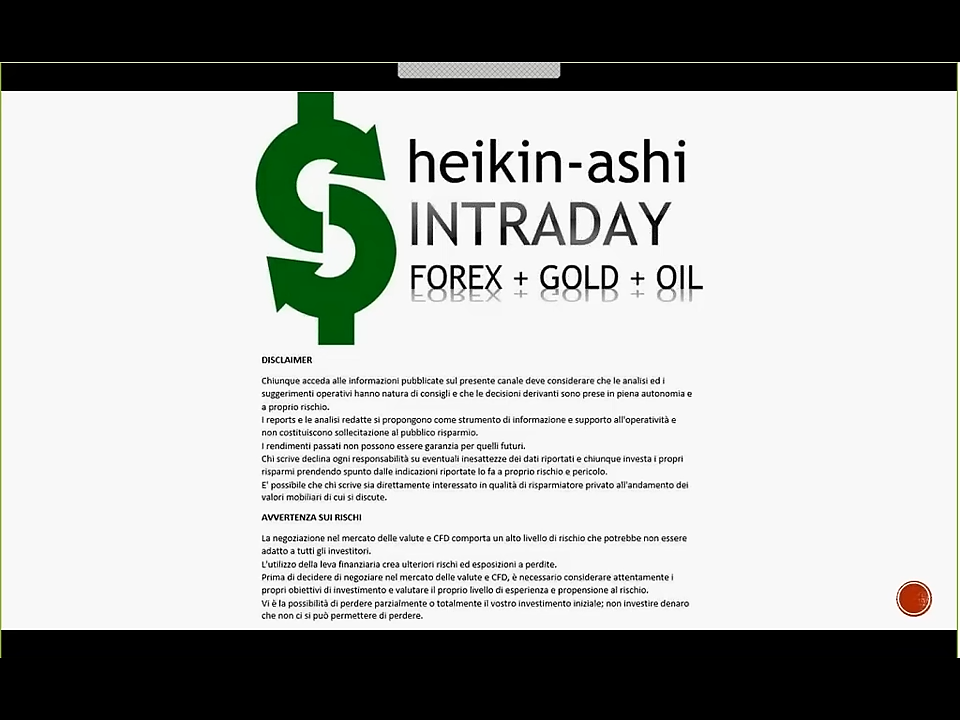 heikin-ashi
INTRADAY
FOREX + GOLD + OIL
DISCLAIMER
Chiunque acceda alle informazioni pubblicate sul presente canale deve considerare che le analisi ed i
suggerimenti operativi hanno natura di consigli e che le decisioni derivanti sono prese in piena autonomia e
a proprio rischio.
I reports e le analisi redatte si propongono come strumento di informazione e supporto all'operatività e
non costituiscono sollecitazione al pubblico risparmio.
I rendimenti passati non possono essere garanzia per quelli futuri.
Chi scrive declina ogni responsabilità su eventuali inesattezze dei dati riportati e chiunque investa i propri
risparmi prendendo spunto dalle indicazioni riportate lo fa a proprio rischio e pericolo.
E' possibile che chi scrive sia direttamente interessato in qualità di risparmiatore privato all'andamento dei
valori mobiliari di cui si discute.
AVVERTENZA SUI RISCHI
La negoziazione nel mercato delle valute e CFD comporta un alto livello di rischio che potrebbe non essere
adatto a tutti gli investitori.
L'utilizzo della leva finanziaria crea ulteriori rischi ed esposizioni a perdite.
Prima di decidere di negoziare nel mercato delle valute e CFD, è necessario considerare attentamente i
propri obiettivi di investimento e valutare il proprio livello di esperienza e propensione al rischio.
Vi è la possibilità di perdere parzialmente o totalmente il vostro investimento iniziale; non investire denaro
che non ci si può permettere di perdere.